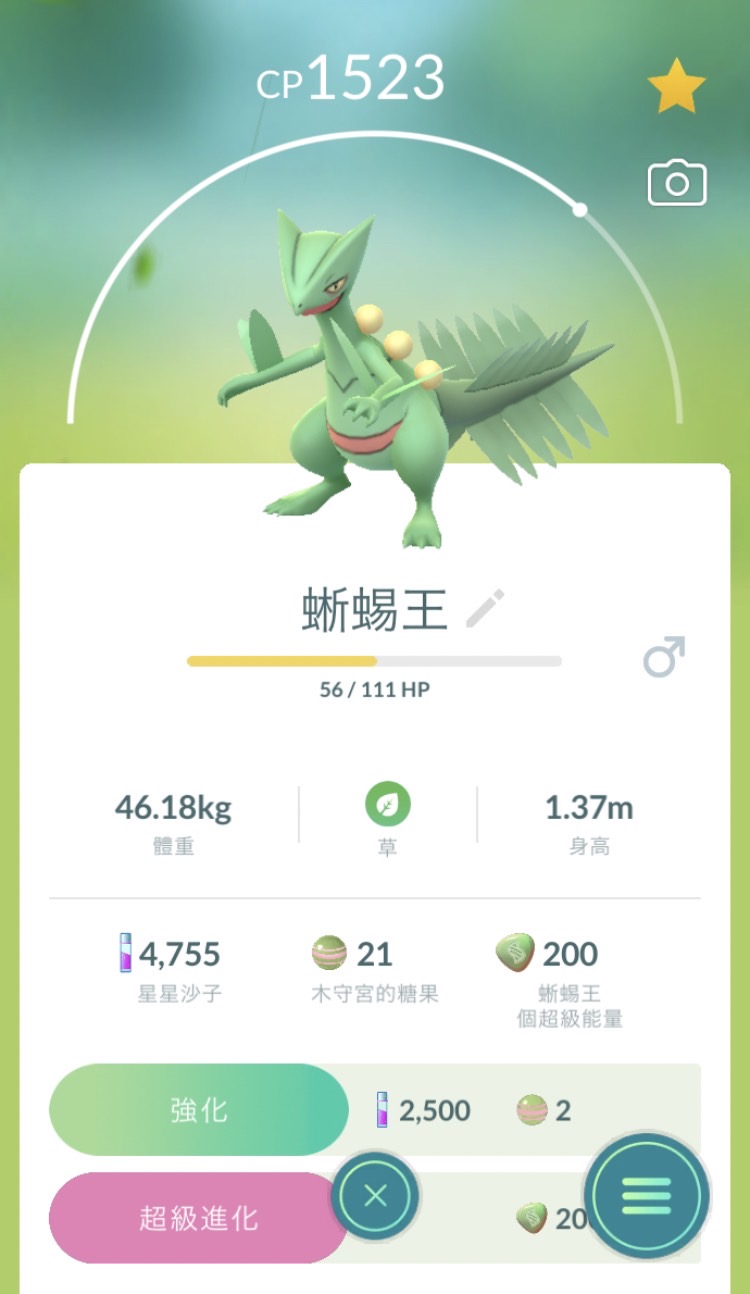 CP1523
蜥蜴王
56 / 111 HP
46.18kg
體重
草
1.37m
身高
4,755
星星沙子
21
木守宮的糖果
200
蜥蜴王
個超級能量
強化
2,500
2
超級進化